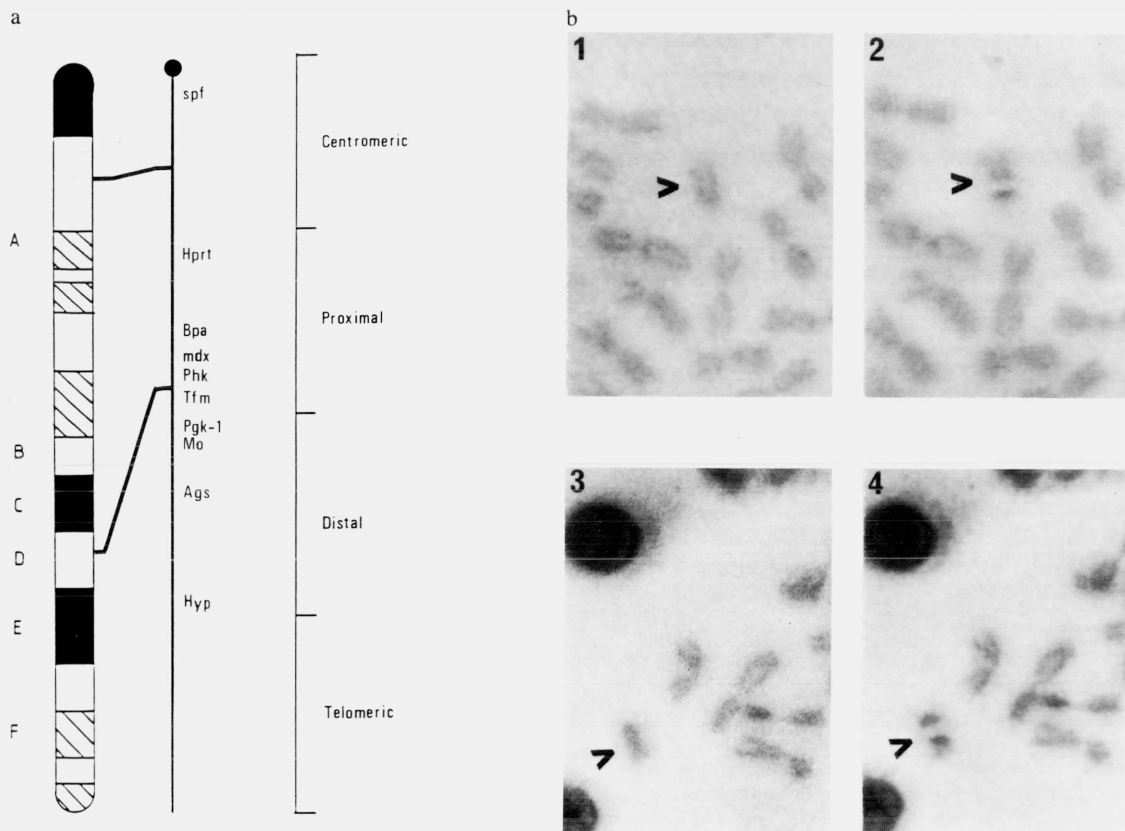 a
A
B
C
D
E
F
spf
Hprt
Bpa
mdx
Phk
Tfm
Pgk-1
Mo
Ags
Hyp
Centromeric
Proximal
Distal
Telomeric
b
1
>
2
>
3
>
4
>